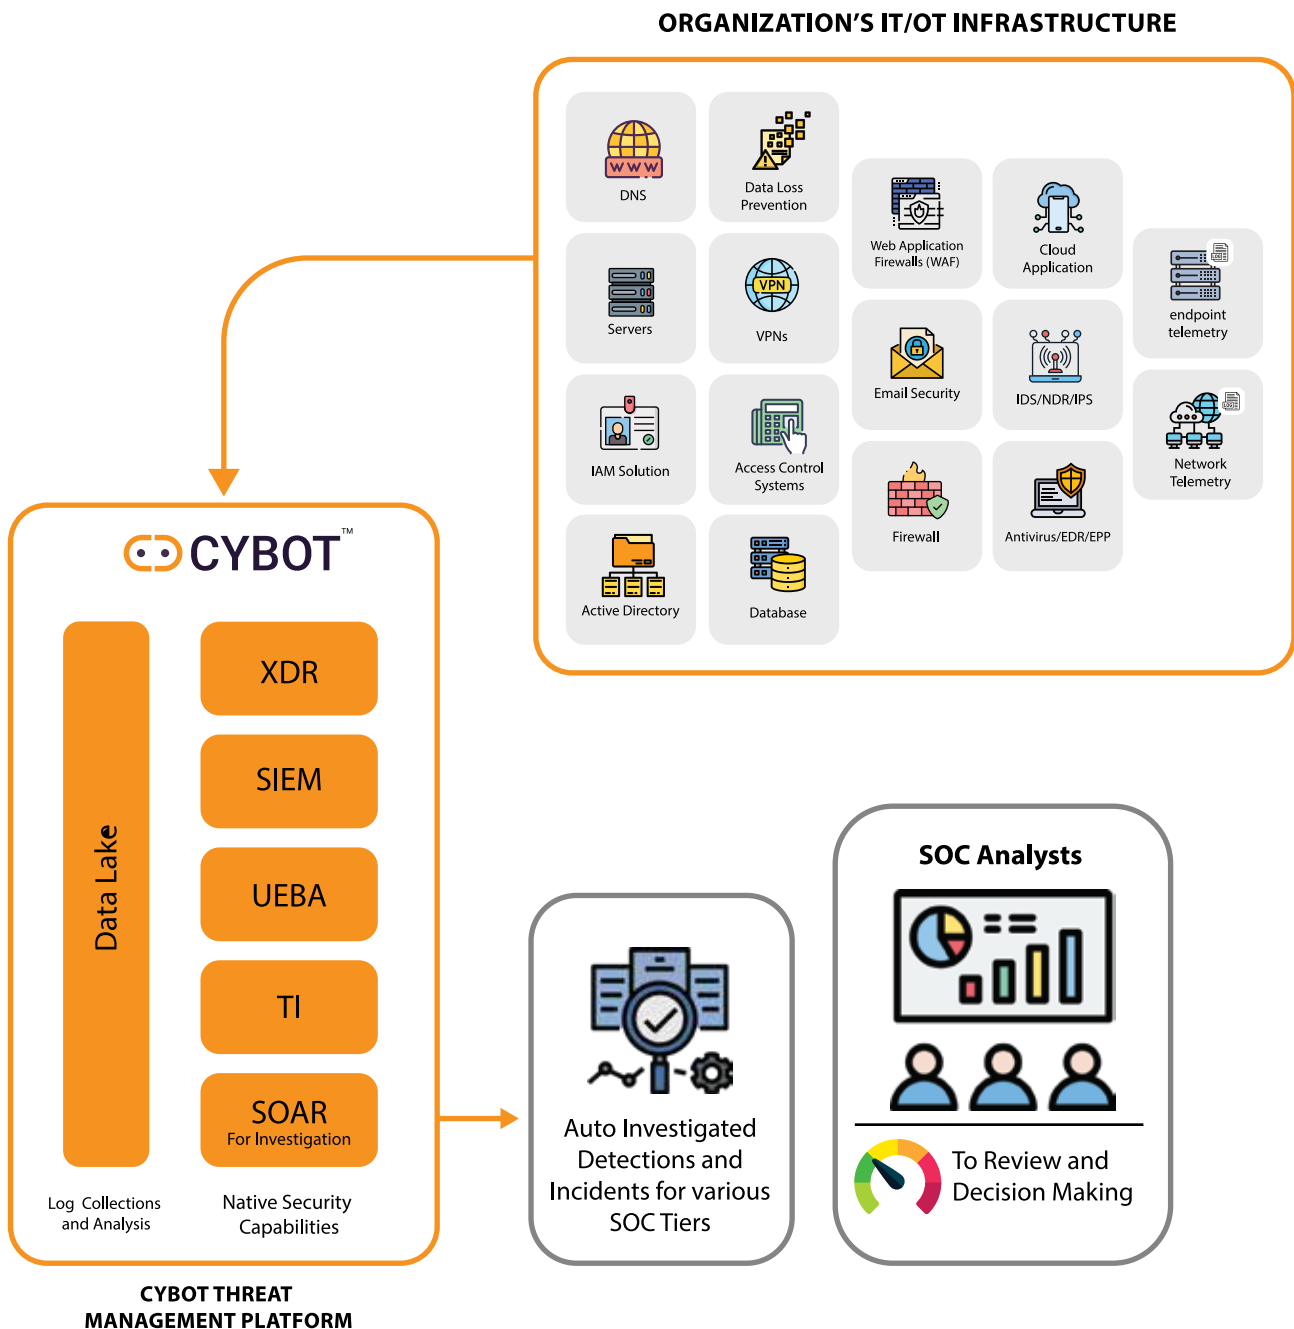 ORGANIZATION'S IT/OT INFRASTRUCTURE
WWW
DNS
Data Loss
Prevention
Web Application
Firewalls (WAF)
Cloud
Application
LOG
endpoint
telemetry
Servers
VPN
VPNs
Email Security
IDS/NDR/IPS
LOG
Network
Telemetry
IAM Solution
Access Control
Systems
Firewall
Antivirus/EDR/EPP
Active Directory
Database
CYBOT™
Data Lake
XDR
SIEM
UEBA
TI
SOAR
For Investigation
Log Collections
and Analysis
Native Security
Capabilities
CYBOT THREAT
MANAGEMENT PLATFORM
Auto Investigated
Detections and
Incidents for various
SOC Tiers
SOC Analysts
To Review and
Decision Making